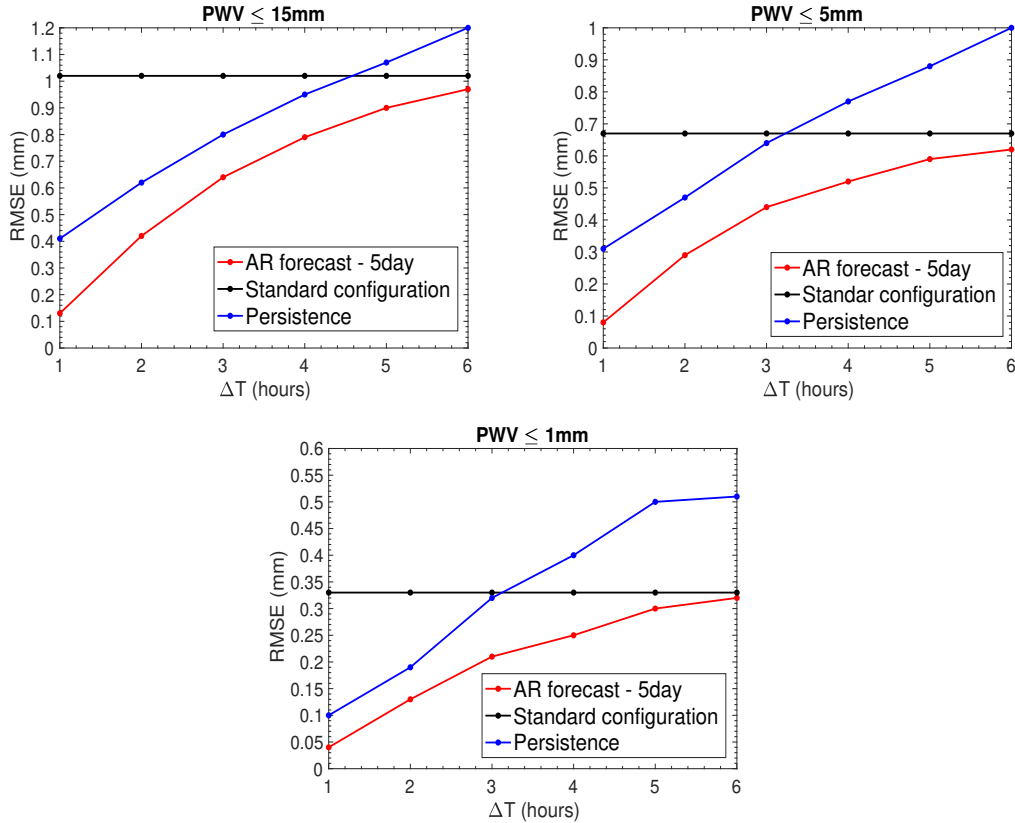 PWV ≤ 15mm
1.2
1.1
1
0.9
0.8
0.7
0.6
0.5
0.4
0.3
0.2
0.1
0
RMSE (mm)
AR forecast - 5day
Standard configuration
Persistence
1 2 3 4 5 6
ΔT (hours)
PWV ≤ 5mm
1
0.9
0.8
0.7
0.6
0.5
0.4
0.3
0.2
0.1
0
RMSE (mm)
AR forecast - 5day
Standar configuration
Persistence
1 2 3 4 5 6
ΔT (hours)
PWV ≤ 1mm
0.6
0.55
0.5
0.45
0.4
0.35
0.3
0.25
0.2
0.15
0.1
0.05
0
RMSE (mm)
AR forecast - 5day
Standard configuration
Persistence
1 2 3 4 5 6
ΔT (hours)